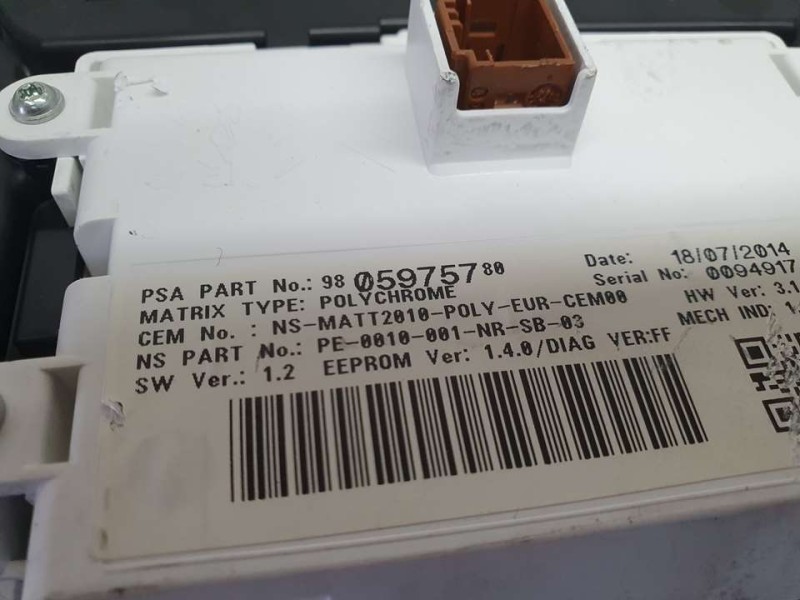 PSA PART No.: 98 05975780 Date: 18/07/2014
MATRIX TYPE: POLYCHROME Serial No: 0094917
CEM No. : NS-MATT2010-POLY-EUR-CEM00 HW Ver: 3.1
NS PART No.: PE-0010-001-NR-SB-03 MECH IND:
SW Ver.: 1.2 EEPROM Ver: 1.4.0/DIAG VER:FF